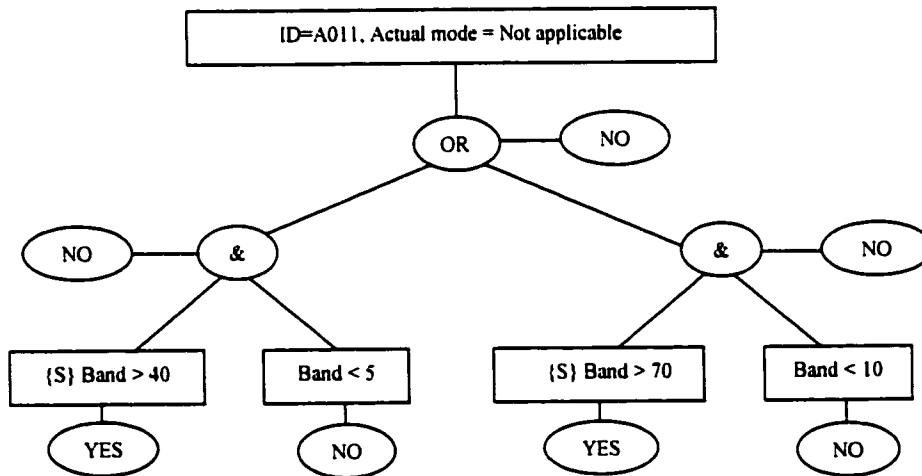 ID=A011, Actual mode = Not applicable
OR
NO
NO
&
&
NO
{S} Band > 40
Band < 5
{S} Band > 70
Band < 10
YES
NO
YES
NO